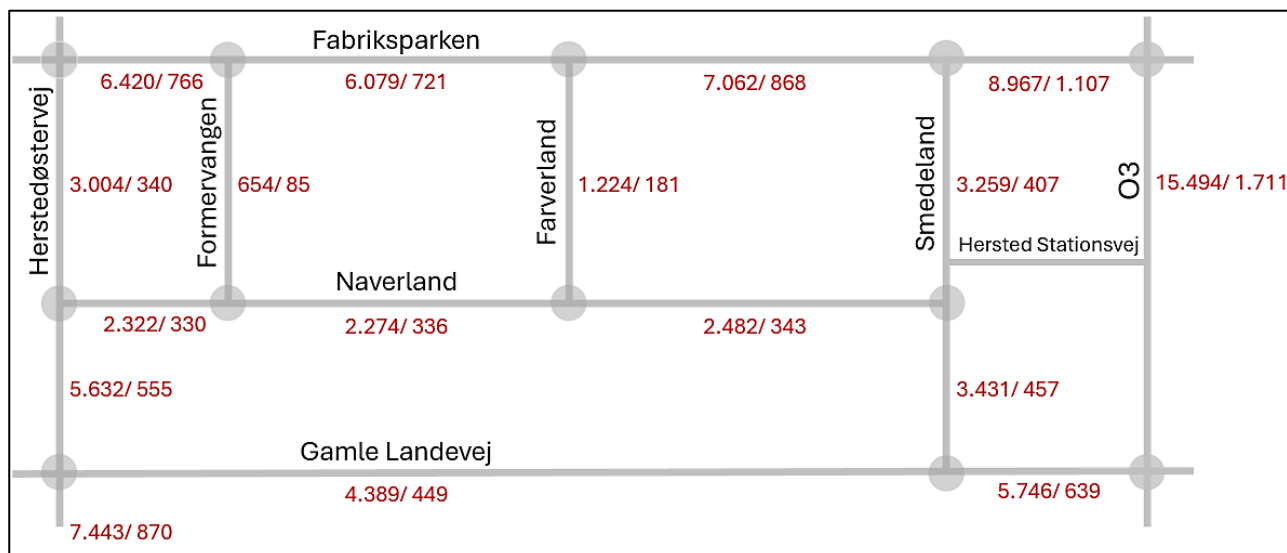 Fabriksparken
6.420/ 766
6.079/ 721
7.062/ 868
8.967/ 1.107
Herstedøstervej
3.004/ 340
Formervangen
654/ 85
Farverland
1.224/ 181
Smedeland
3.259/ 407
O3
15.494/ 1.711
Hersted Stationsvej
Naverland
2.322/ 330
2.274/ 336
2.482/ 343
5.632/ 555
3.431/ 457
Gamle Landevej
4.389/ 449
5.746/ 639
7.443/ 870